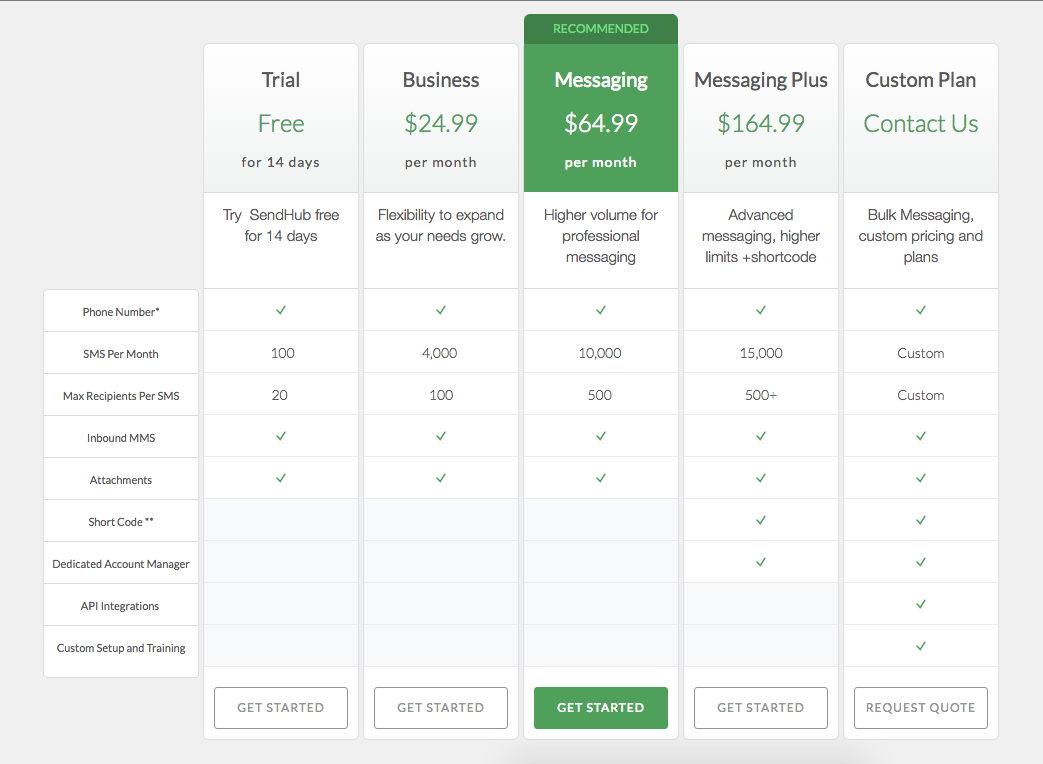 RECOMMENDED
Trial Business Messaging Messaging Plus Custom Plan
Free $24.99 $64.99 $164.99 Contact Us
for 14 days per month per month per month
Try SendHub free Flexibility to expand Higher volume for Advanced Bulk Messaging,
for 14 days as your needs grow. professional messaging, higher custom pricing and
messaging limits +shortcode plans
Phone Number* ✓ ✓ ✓ ✓ ✓
SMS Per Month 100 4,000 10,000 15,000 Custom
Max Recipients Per SMS 20 100 500 500+ Custom
Inbound MMS ✓ ✓ ✓ ✓ ✓
Attachments ✓ ✓ ✓ ✓ ✓
Short Code ** ✓ ✓
Dedicated Account Manager ✓ ✓
API Integrations ✓
Custom Setup and Training ✓
GET STARTED GET STARTED GET STARTED GET STARTED REQUEST QUOTE